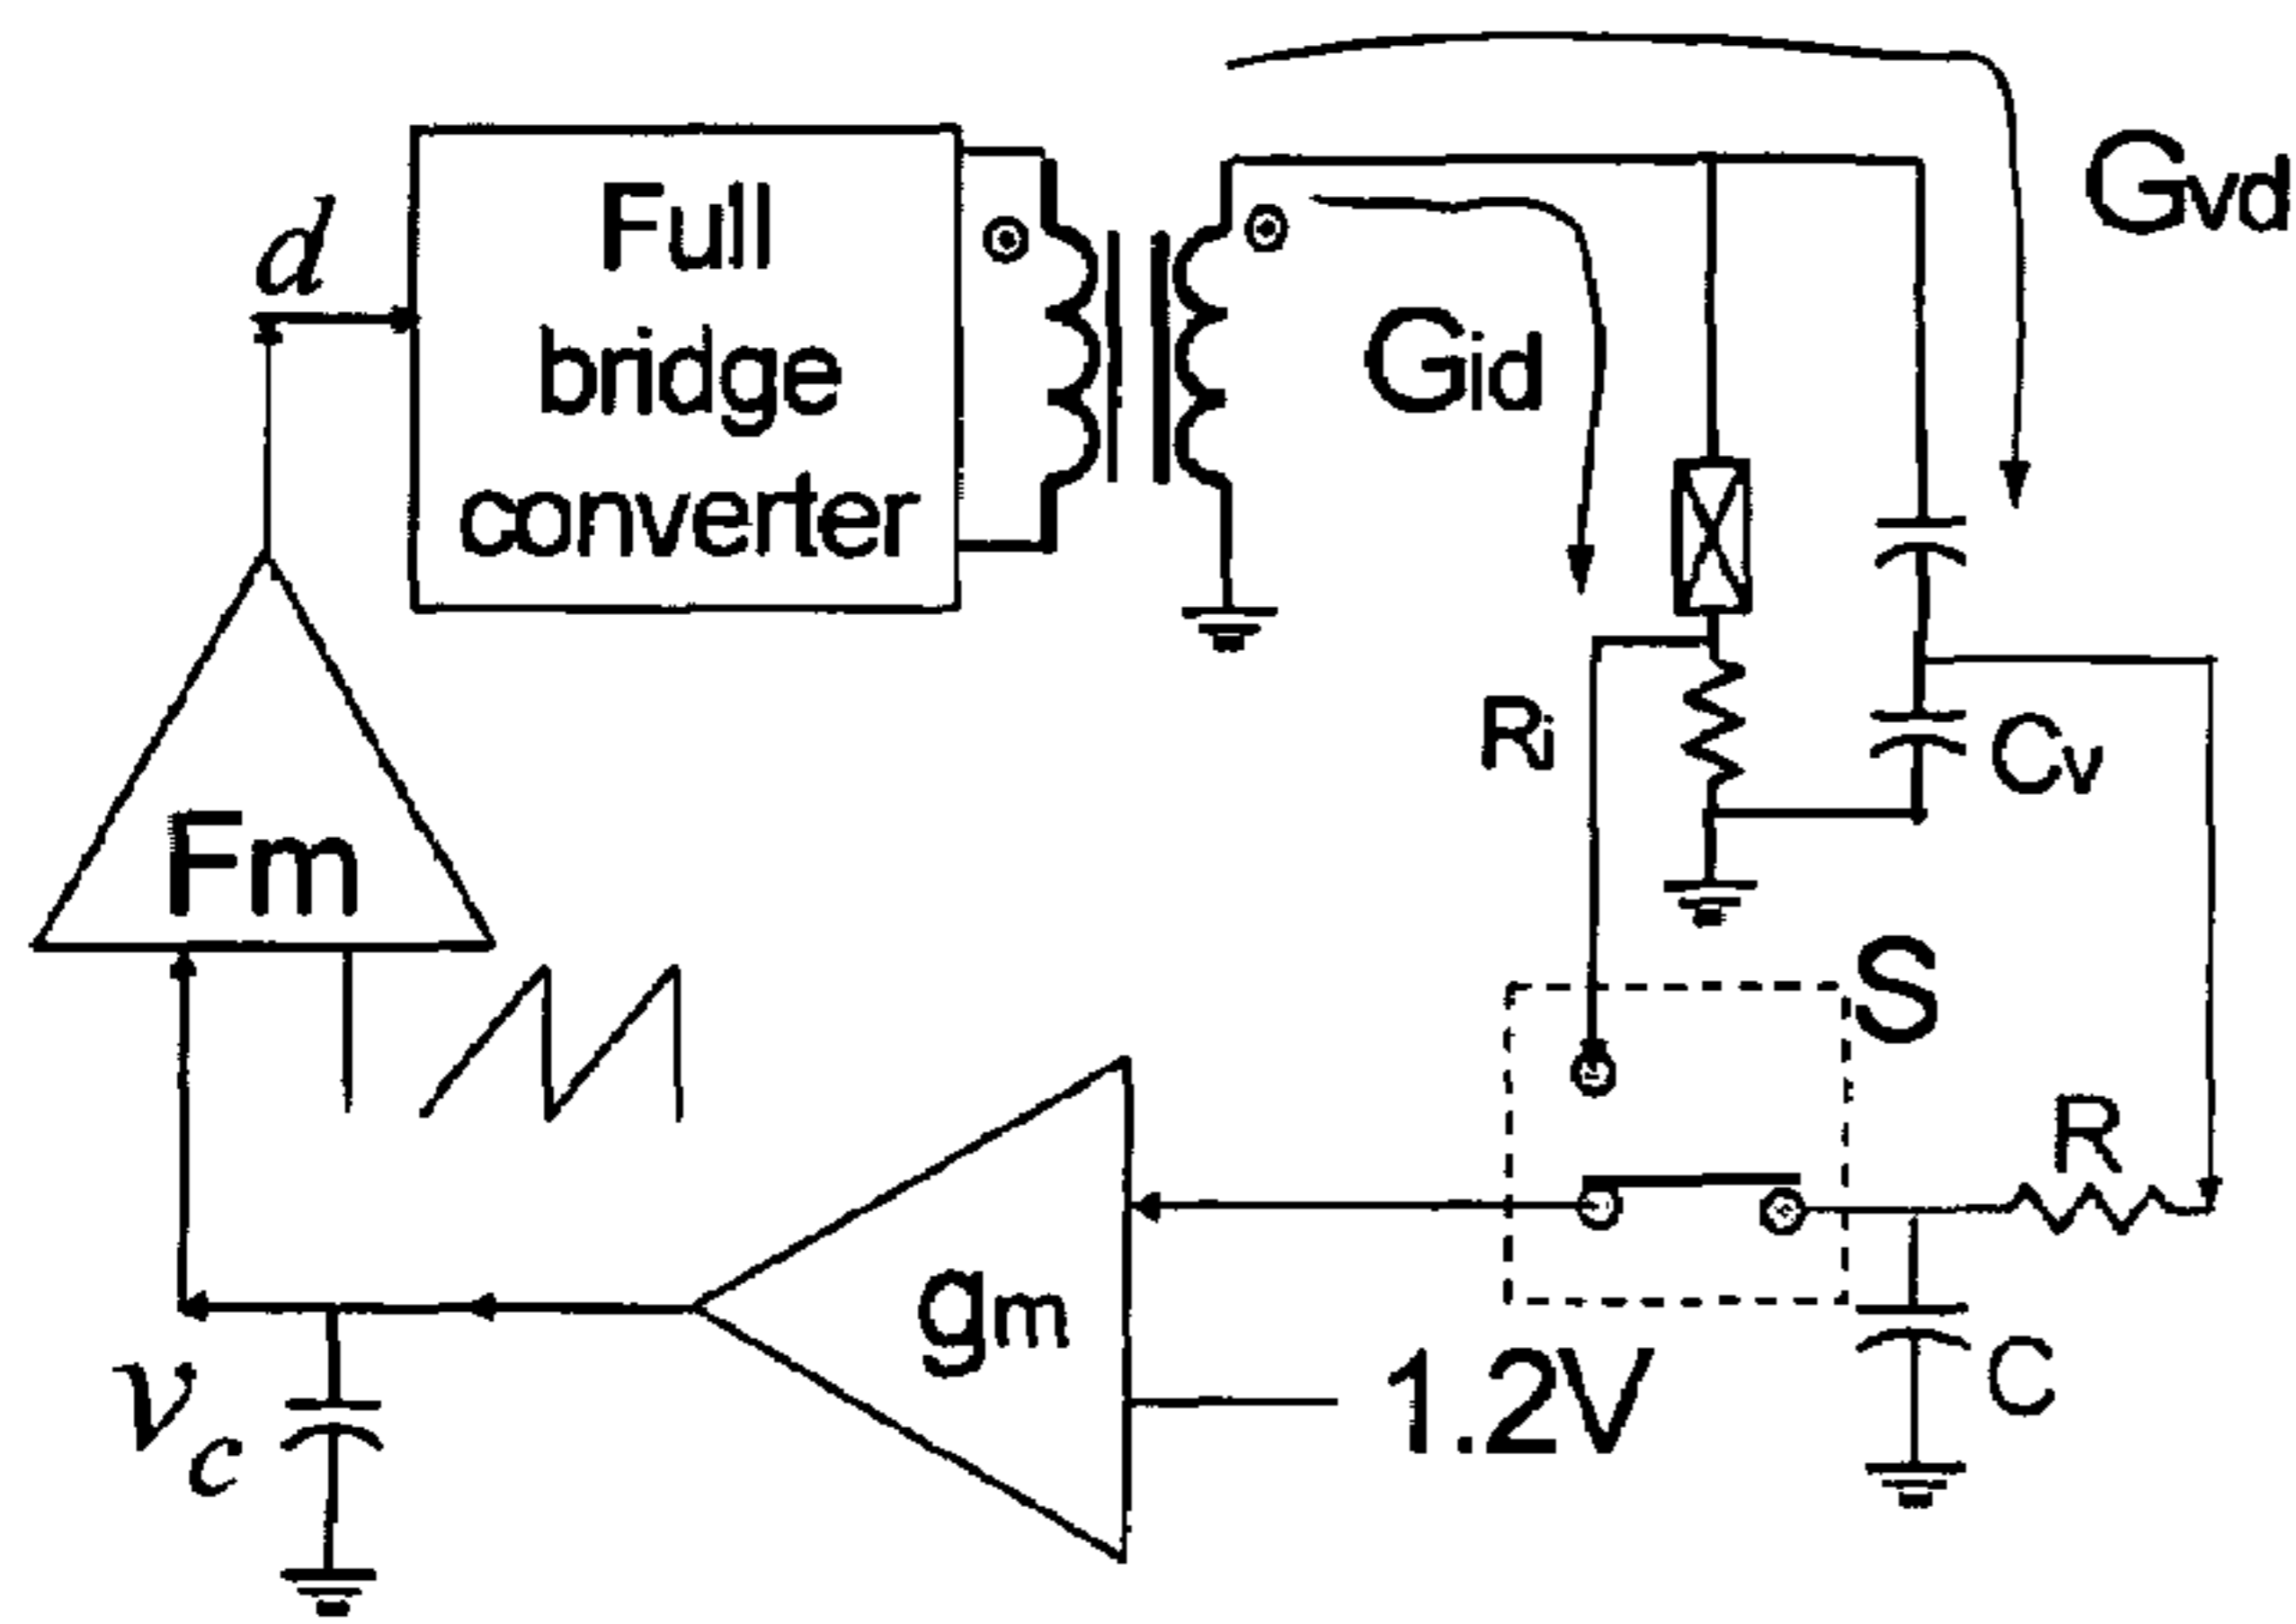 Gvd
d
Full
bridge
converter
Gid
Ri
Cv
Fm
S
R
gm
1.2V
C
vc